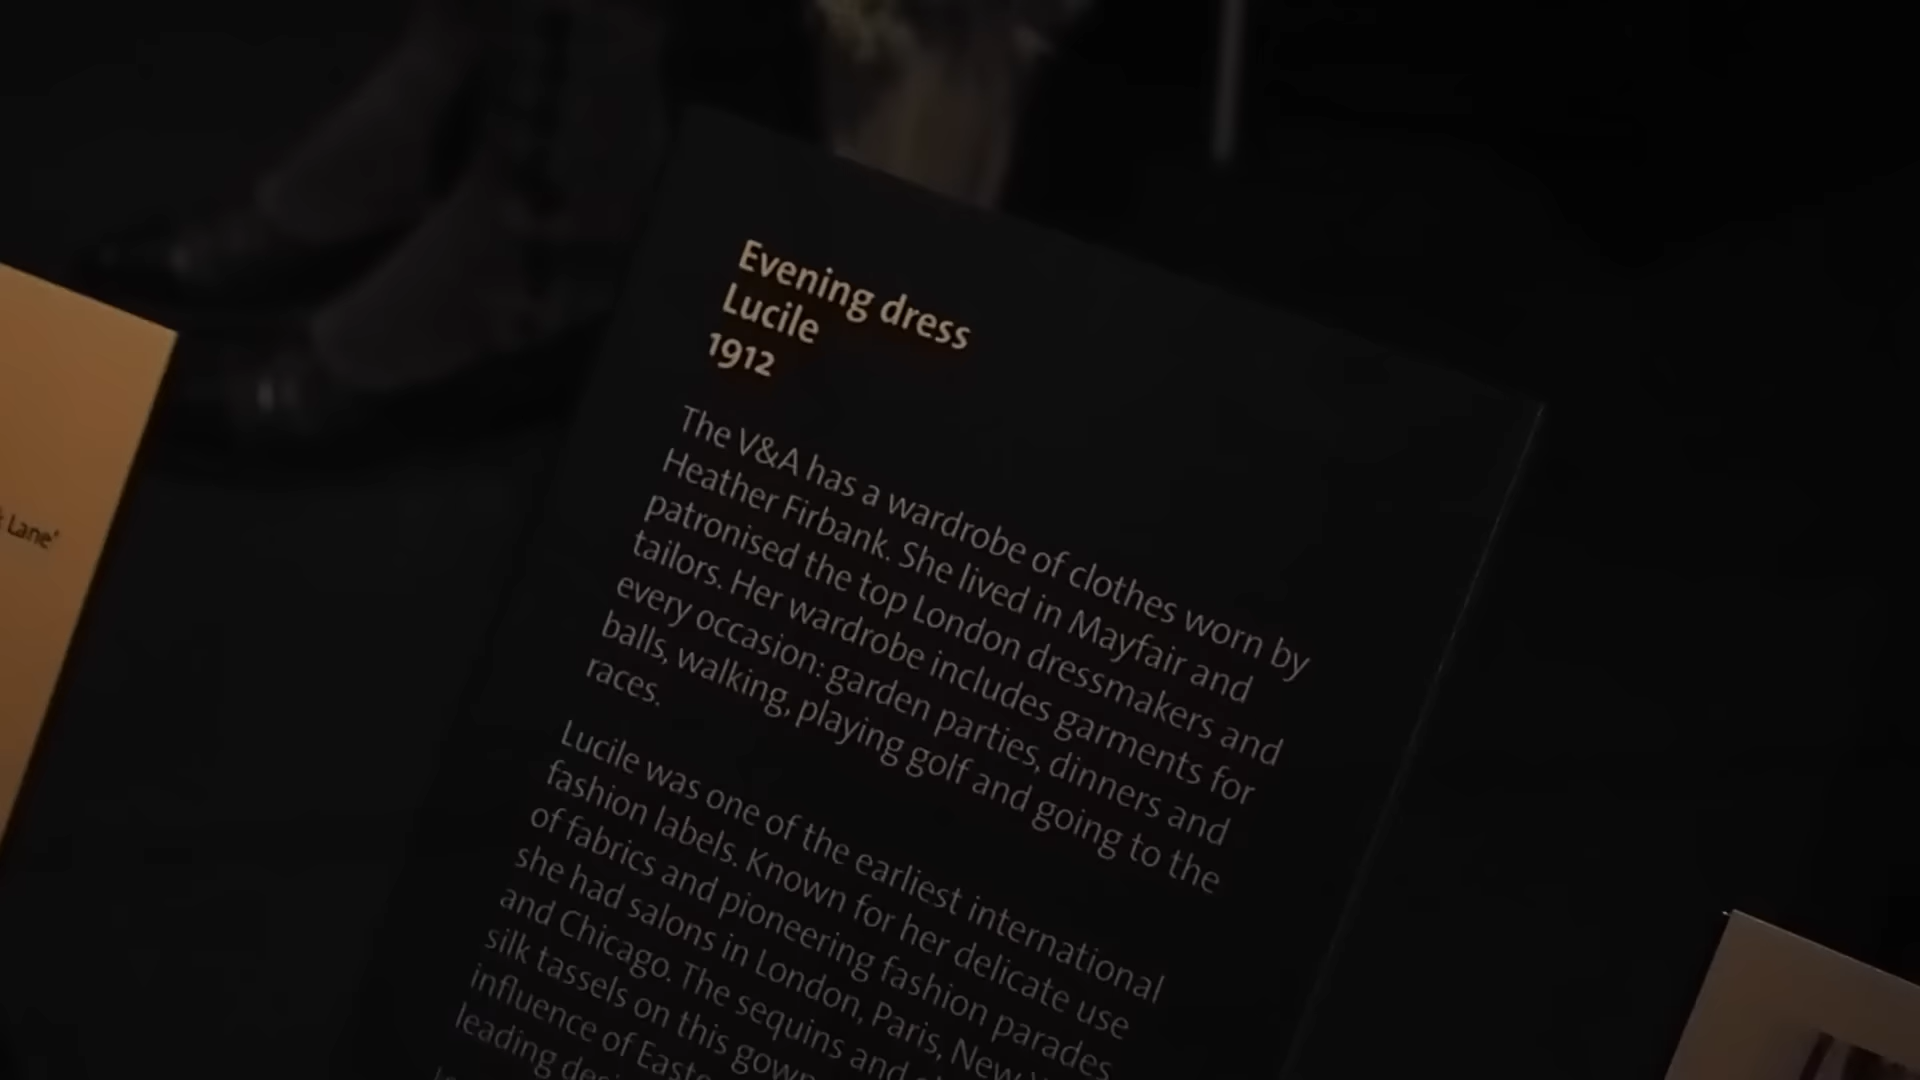 Evening dress
Lucile
1912
The V&A has a wardrobe of clothes worn by
Heather Firbank. She lived in Mayfair and
patronised the top London dressmakers and
tailors. Her wardrobe includes garments for
every occasion: garden parties, dinners and
balls, walking, playing golf and going to the
races.
Lucile was one of the earliest international
fashion labels. Known for her delicate use
of fabrics and pioneering fashion parades
she had salons in London, Paris, New
and Chicago. The sequins and
silk tassels on this gown
influence of
leading
Lane'